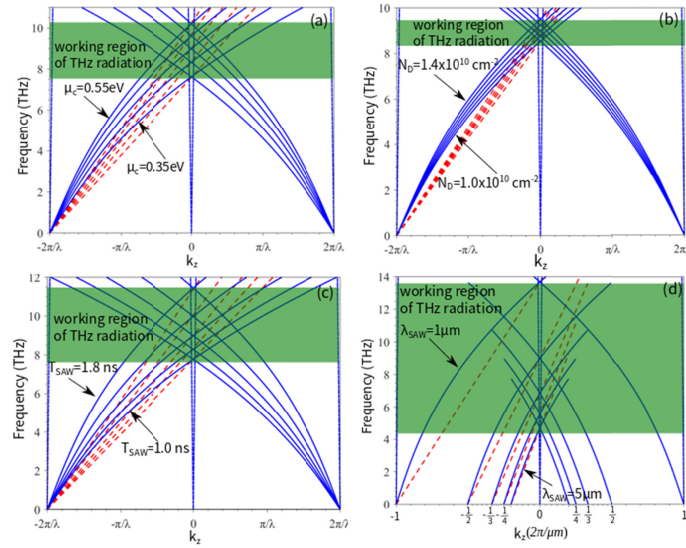 (a)
working region
of THz radiation
μc=0.55eV
μc=0.35eV
Frequency (THz)
10
8
6
4
2
0
-2π/λ
-π/λ
0
π/λ
2π/λ
kz
(b)
working region
of THz radiation
ND=1.4x10^10 cm^-2
ND=1.0x10^10 cm^-2
Frequency (THz)
10
8
6
4
2
0
-2π/λ
-π/λ
0
π/λ
2π
kz
(c)
working region
of THz radiation
TSAW=1.8 ns
TSAW=1.0 ns
Frequency (THz)
12
10
8
6
4
2
0
-2π/λ
-π/λ
0
π/λ
2π/λ
kz
(d)
working region
of THz radiation
λSAW=1μm
λSAW=5μm
Frequency (THz)
14
12
10
8
6
4
2
0
-1
-1/2
-1/3
-1/4
0
1/4
1/3
1/2
1
kz(2π/μm)